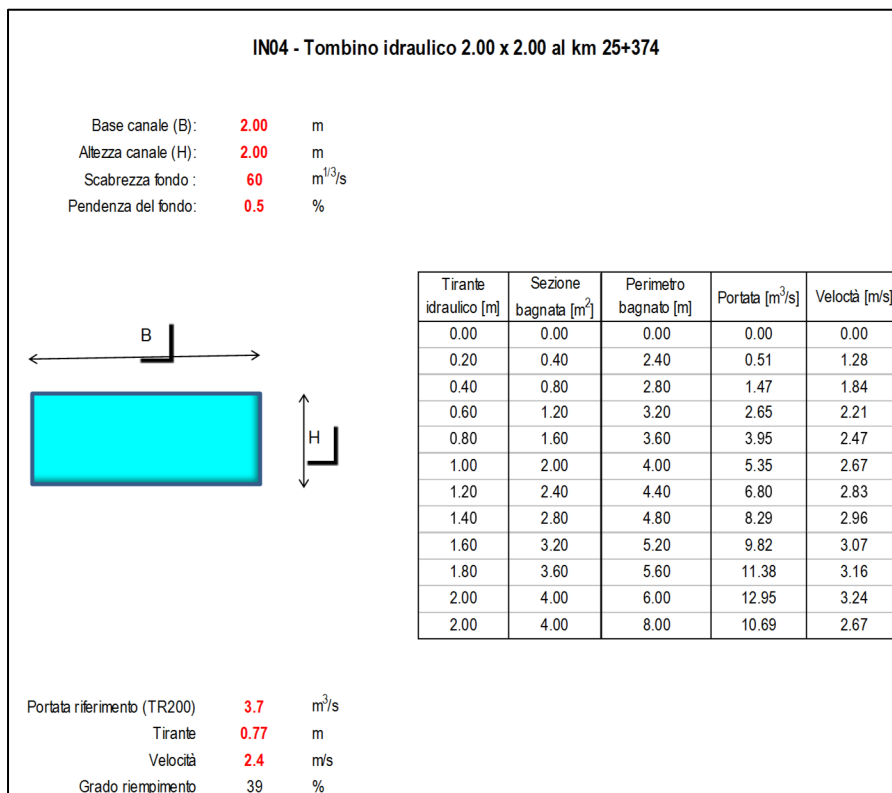 IN04 - Tombino idraulico 2.00 x 2.00 al km 25+374
Base canale (B): 2.00 m
Altezza canale (H): 2.00 m
Scabrezza fondo : 60 m^1/3/s
Pendenza del fondo: 0.5 %
B
H
Tirante idraulico [m] Sezione bagnata [m²] Perimetro bagnato [m] Portata [m³/s] Veloctà [m/s]
0.00 0.00 0.00 0.00 0.00
0.20 0.40 2.40 0.51 1.28
0.40 0.80 2.80 1.47 1.84
0.60 1.20 3.20 2.65 2.21
0.80 1.60 3.60 3.95 2.47
1.00 2.00 4.00 5.35 2.67
1.20 2.40 4.40 6.80 2.83
1.40 2.80 4.80 8.29 2.96
1.60 3.20 5.20 9.82 3.07
1.80 3.60 5.60 11.38 3.16
2.00 4.00 6.00 12.95 3.24
2.00 4.00 8.00 10.69 2.67
Portata riferimento (TR200) 3.7 m³/s
Tirante 0.77 m
Velocità 2.4 m/s
Grado riempimento 39 %